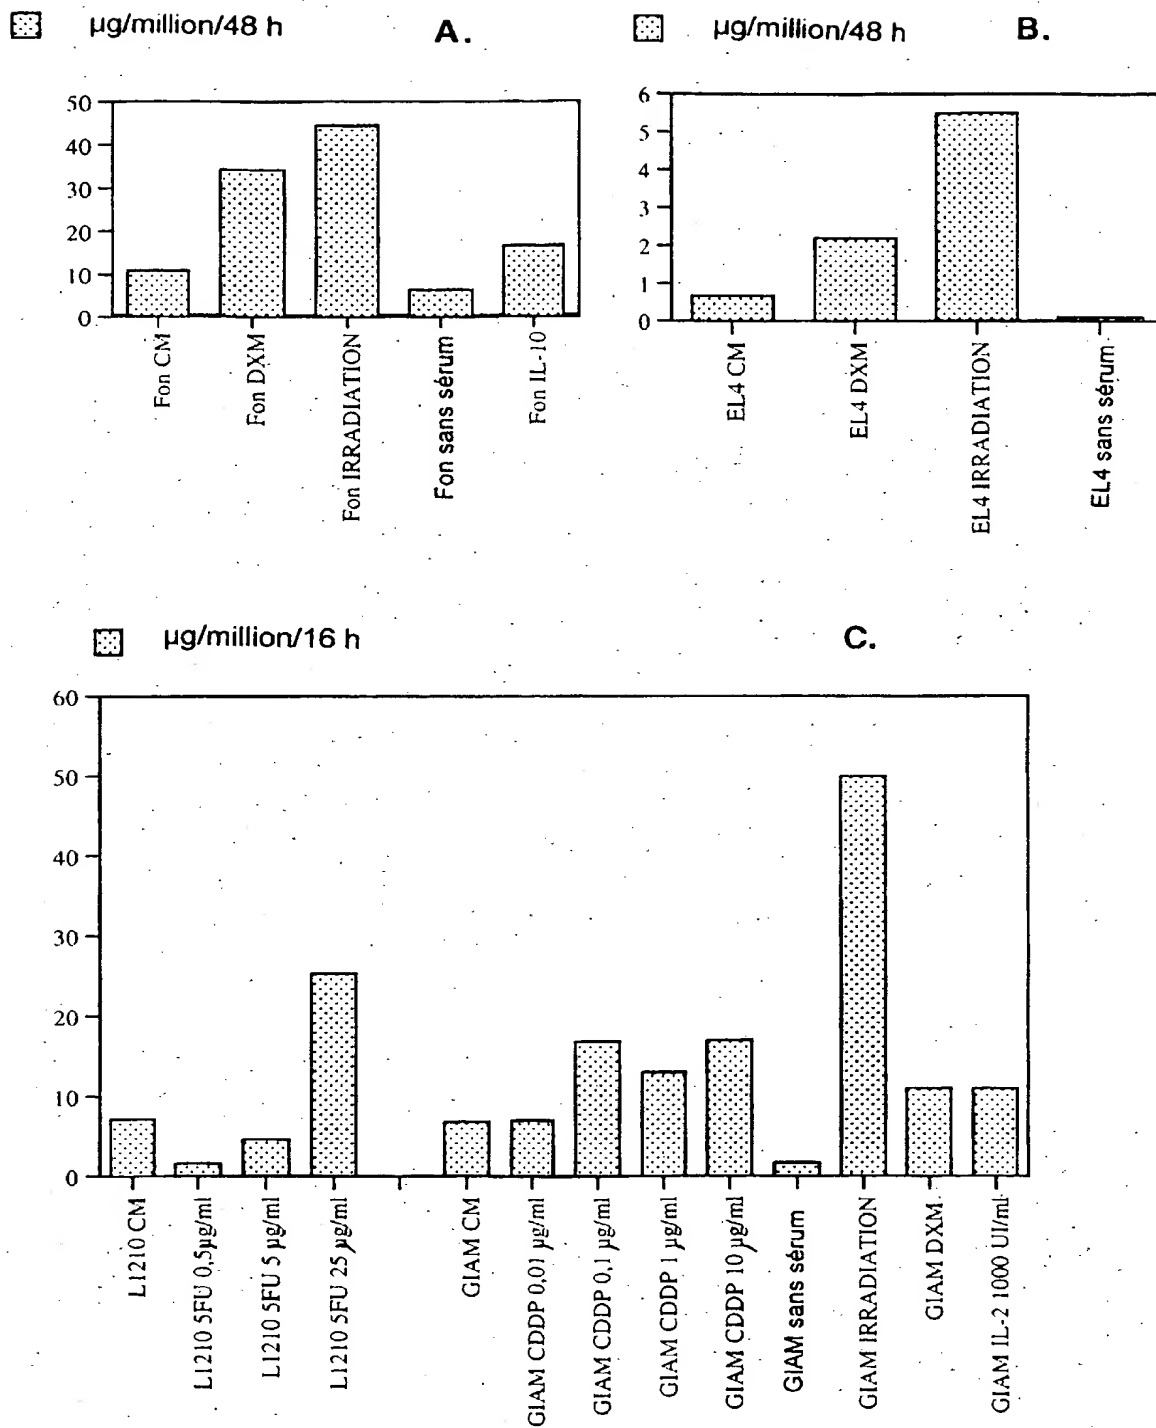 µg/million/48 h A.
50
40
30
20
10
0
Fon CM
Fon DXM
Fon IRRADIATION
Fon sans sérum
Fon IL-10
µg/million/48 h B.
6
5
4
3
2
1
0
EL4 CM
EL4 DXM
EL4 IRRADIATION
EL4 sans sérum
µg/million/16 h C.
60
50
40
30
20
10
0
L1210 CM
L1210 5FU 0,5µg/ml
L1210 5FU 5 µg/ml
L1210 5FU 25 µg/ml
GIAM CM
GIAM CDDP 0,01 µg/ml
GIAM CDDP 0,1 µg/ml
GIAM CDDP 1 µg/ml
GIAM CDDP 10 µg/ml
GIAM sans sérum
GIAM IRRADIATION
GIAM DXM
GIAM IL-2 1000 UI/ml